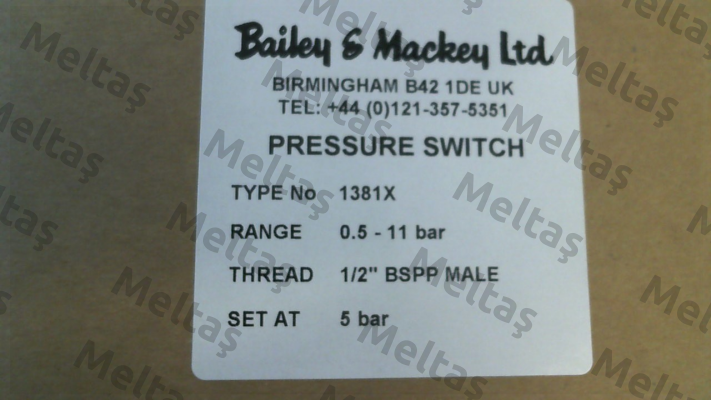 Bailey & Mackey Ltd.
BIRMINGHAM B42 1DE UK
TEL: +44 (0)121-357-5351
PRESSURE SWITCH
TYPE No 1381X
RANGE 0.5 - 11 bar
THREAD 1/2" BSPP MALE
SET AT 5 bar
Meltaş